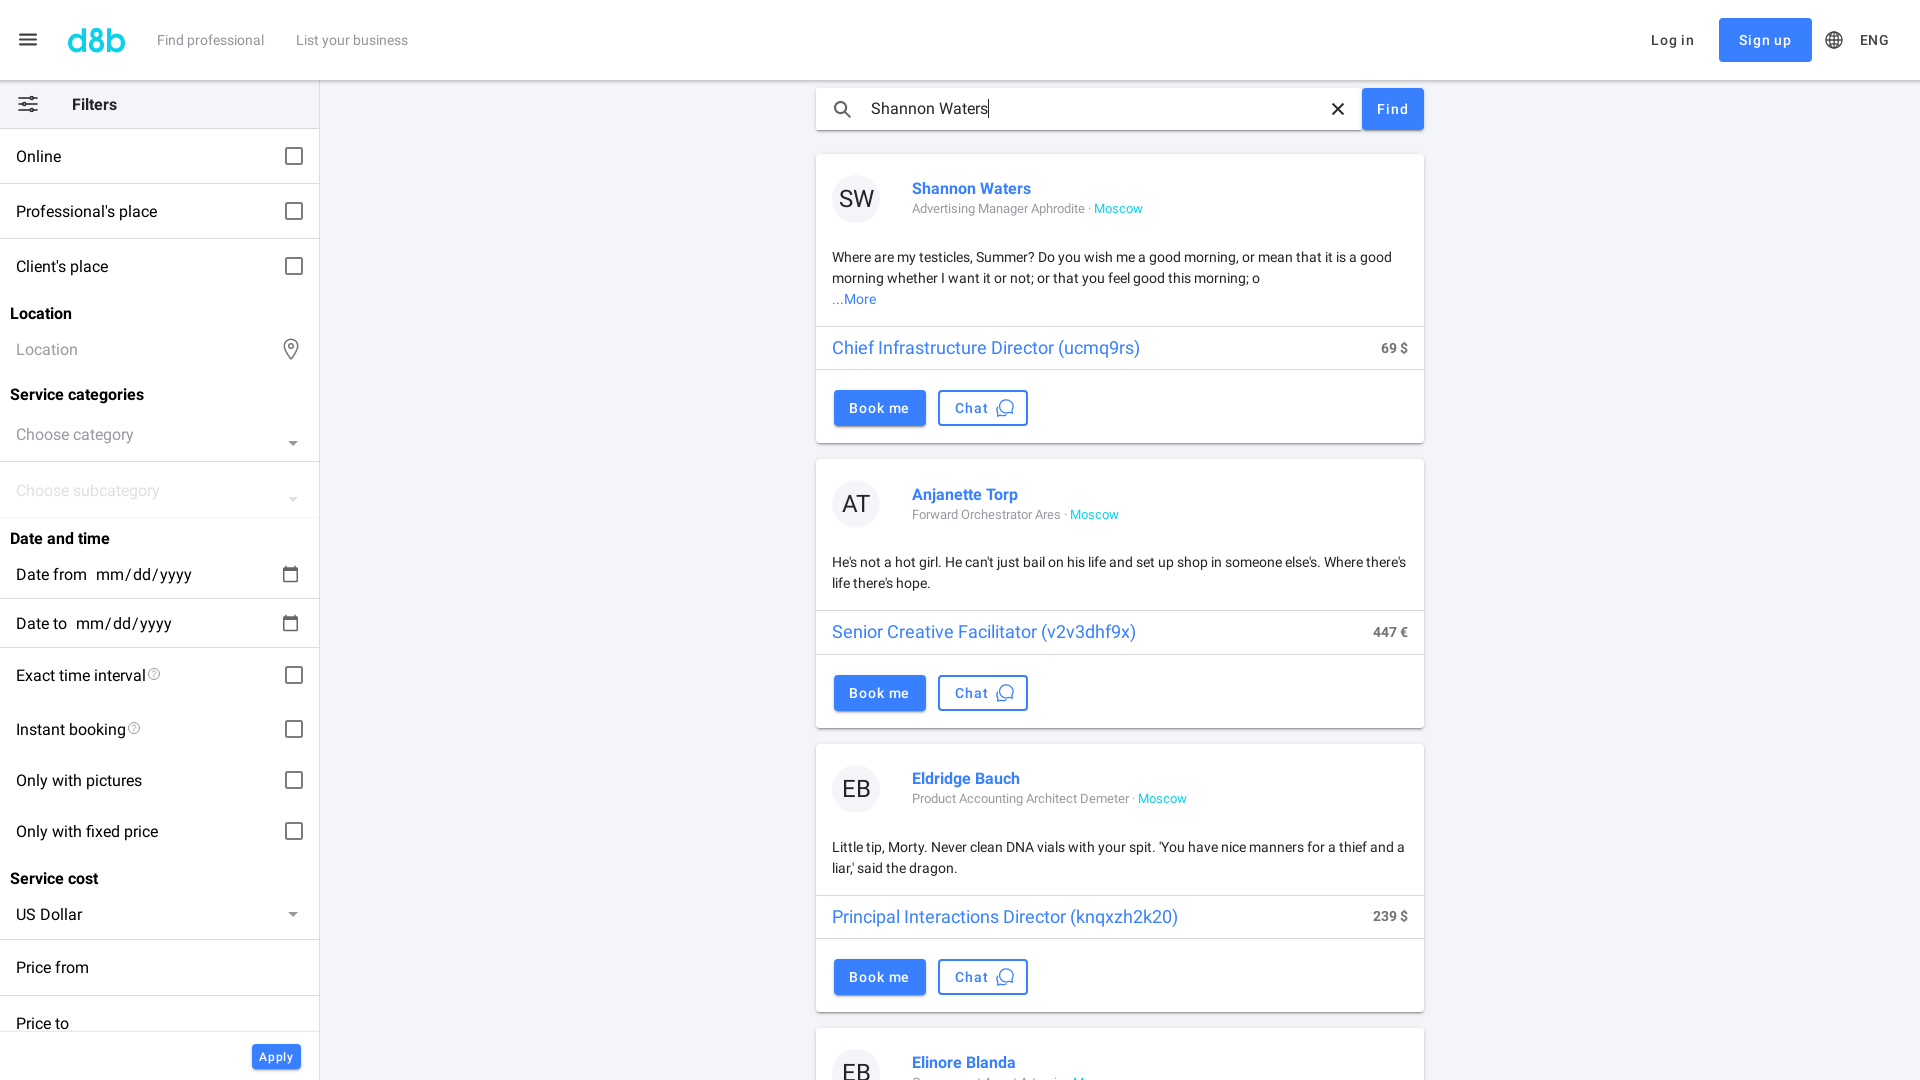 d8b
Find professional
List your business
Log in
Sign up
ENG
Filters
Online
Professional's place
Client's place
Location
Location
Service categories
Choose category
Choose subcategory
Date and time
Date from mm/dd/yyyy
Date to mm/dd/yyyy
Exact time interval
Instant booking
Only with pictures
Only with fixed price
Service cost
US Dollar
Price from
Price to
Apply
Shannon Waters
Find
SW
Shannon Waters
Advertising Manager Aphrodite · Moscow
Where are my testicles, Summer? Do you wish me a good morning, or mean that it is a good
morning whether I want it or not; or that you feel good this morning; o
...More
Chief Infrastructure Director (ucmq9rs)
69 $
Book me
Chat
AT
Anjanette Torp
Forward Orchestrator Ares · Moscow
He's not a hot girl. He can't just bail on his life and set up shop in someone else's. Where there's
life there's hope.
Senior Creative Facilitator (v2v3dhf9x)
447 €
Book me
Chat
EB
Eldridge Bauch
Product Accounting Architect Demeter · Moscow
Little tip, Morty. Never clean DNA vials with your spit. 'You have nice manners for a thief and a
liar,' said the dragon.
Principal Interactions Director (knqxzh2k20)
239 $
Book me
Chat
EB
Elinore Blanda